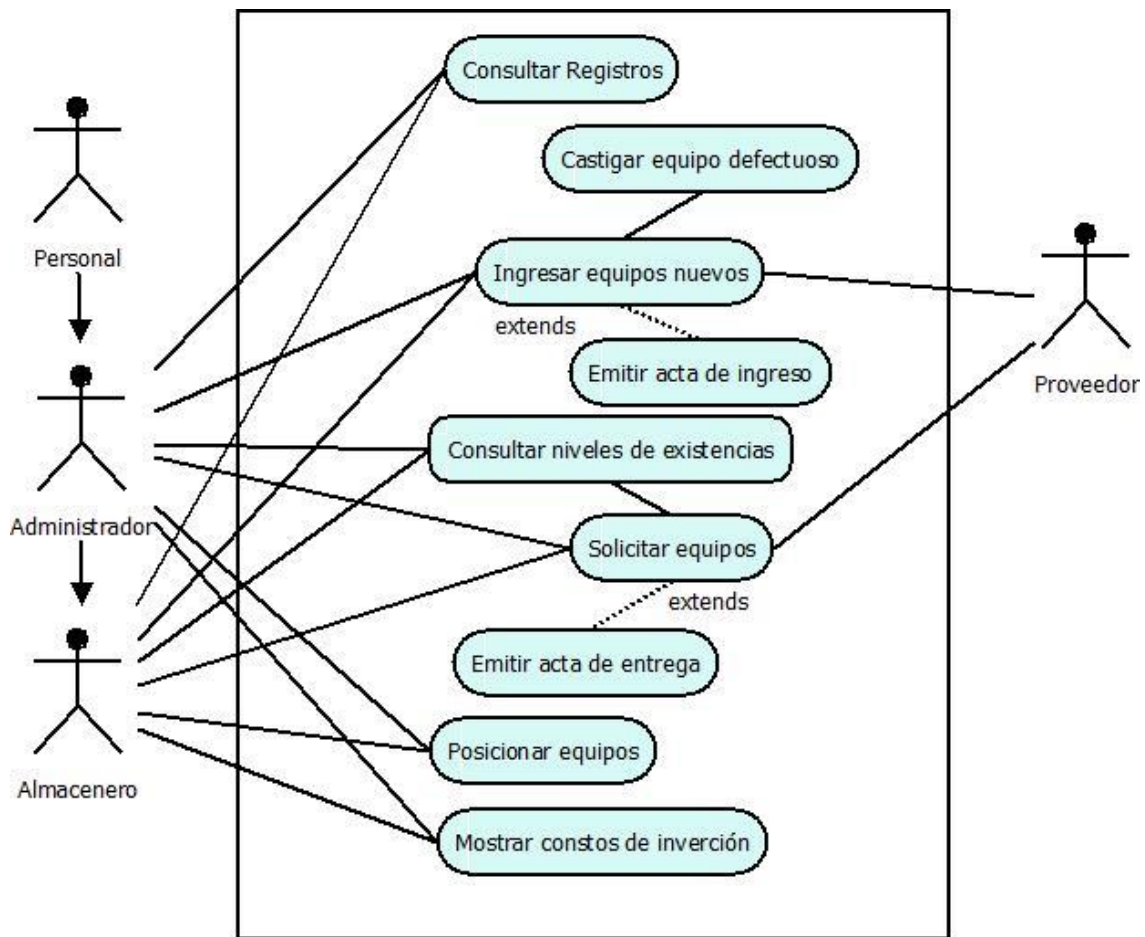 Consultar Registros
Castigar equipo defectuoso
Personal
Ingresar equipos nuevos
extends
Emitir acta de ingreso
Proveedor
Consultar niveles de existencias
Administrador
Solicitar equipos
extends
Emitir acta de entrega
Posicionar equipos
Almacenero
Mostrar constos de inverción